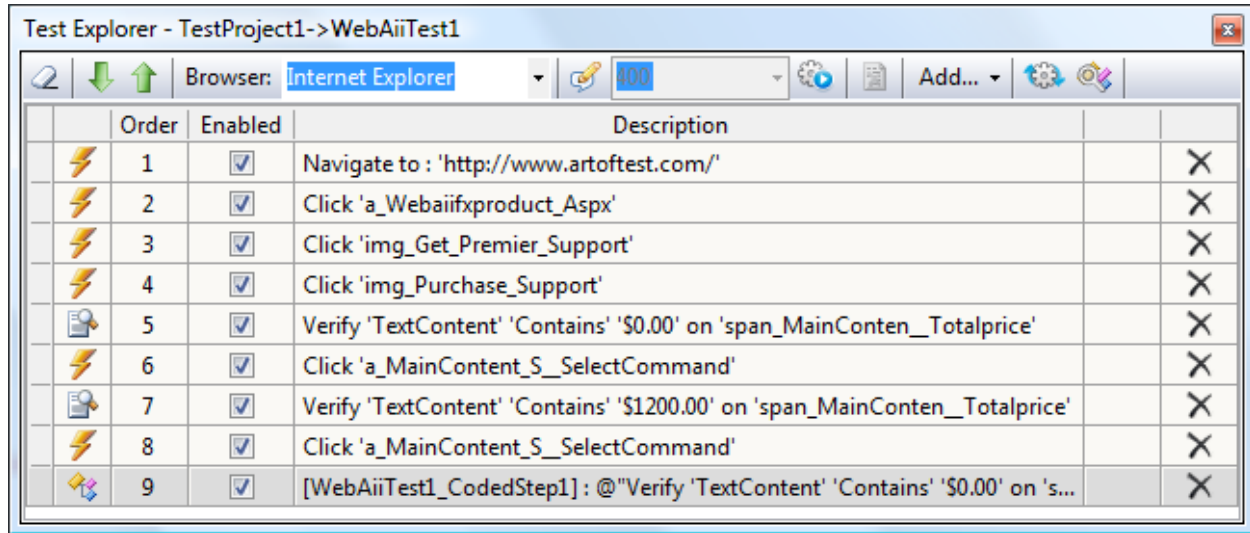 Test Explorer - TestProject1->WebAiiTest1
Browser: Internet Explorer 400 Add...
Order Enabled Description
1 Navigate to : 'http://www.artoftest.com/'
2 Click 'a_Webaiifxproduct_Aspx'
3 Click 'img_Get_Premier_Support'
4 Click 'img_Purchase_Support'
5 Verify 'TextContent' 'Contains' '$0.00' on 'span_MainConten__Totalprice'
6 Click 'a_MainContent_S__SelectCommand'
7 Verify 'TextContent' 'Contains' '$1200.00' on 'span_MainConten__Totalprice'
8 Click 'a_MainContent_S__SelectCommand'
9 [WebAiiTest1_CodedStep1] : @"Verify 'TextContent' 'Contains' '$0.00' on 's...